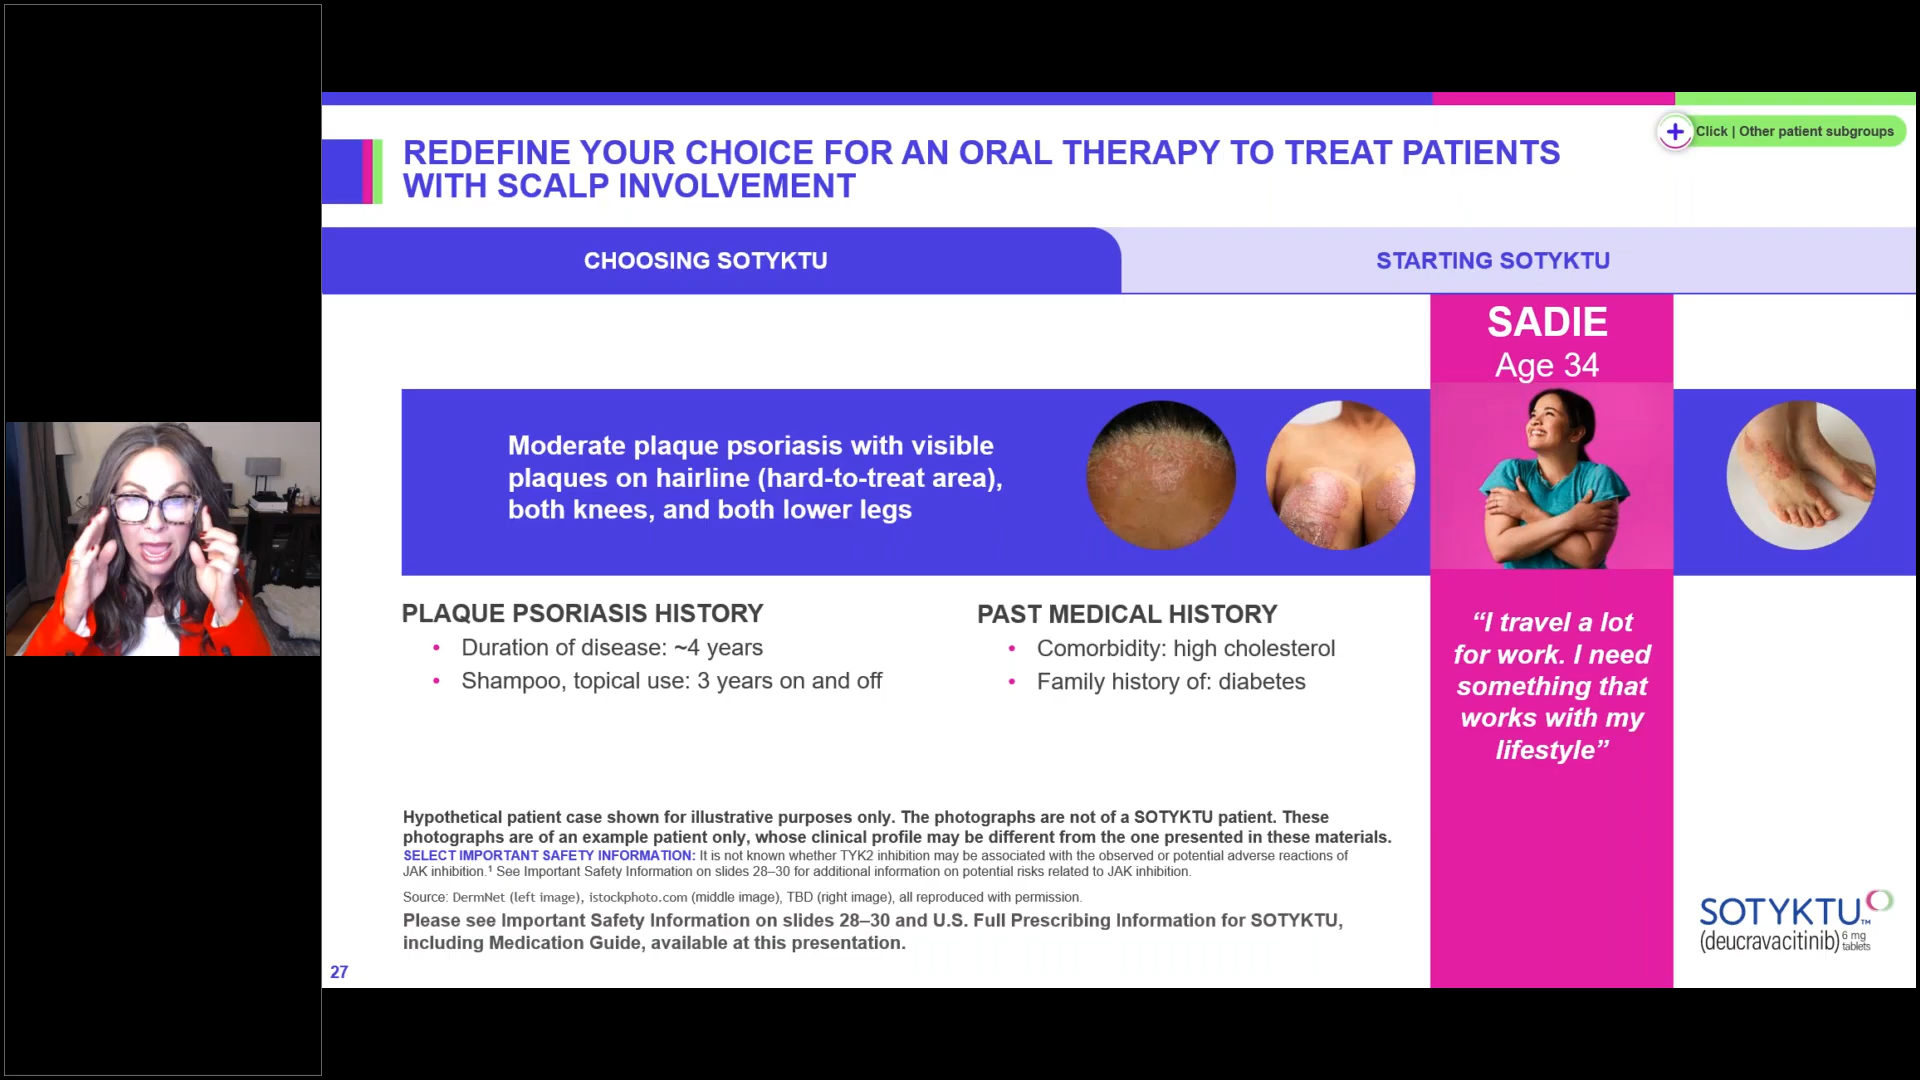 Click | Other patient subgroups
REDEFINE YOUR CHOICE FOR AN ORAL THERAPY TO TREAT PATIENTS
WITH SCALP INVOLVEMENT
CHOOSING SOTYKTU
STARTING SOTYKTU
SADIE
Age 34
Moderate plaque psoriasis with visible
plaques on hairline (hard-to-treat area),
both knees, and both lower legs
PLAQUE PSORIASIS HISTORY
• Duration of disease: ~4 years
• Shampoo, topical use: 3 years on and off
PAST MEDICAL HISTORY
• Comorbidity: high cholesterol
• Family history of: diabetes
“I travel a lot
for work. I need
something that
works with my
lifestyle”
Hypothetical patient case shown for illustrative purposes only. The photographs are not of a SOTYKTU patient. These
photographs are of an example patient only, whose clinical profile may be different from the one presented in these materials.
SELECT IMPORTANT SAFETY INFORMATION: It is not known whether TYK2 inhibition may be associated with the observed or potential adverse reactions of
JAK inhibition.¹ See Important Safety Information on slides 28–30 for additional information on potential risks related to JAK inhibition.
Source: DermNet (left image), istockphoto.com (middle image), TBD (right image), all reproduced with permission.
Please see Important Safety Information on slides 28–30 and U.S. Full Prescribing Information for SOTYKTU,
including Medication Guide, available at this presentation.
SOTYKTU™
(deucravacitinib) 6 mg
tablets
27